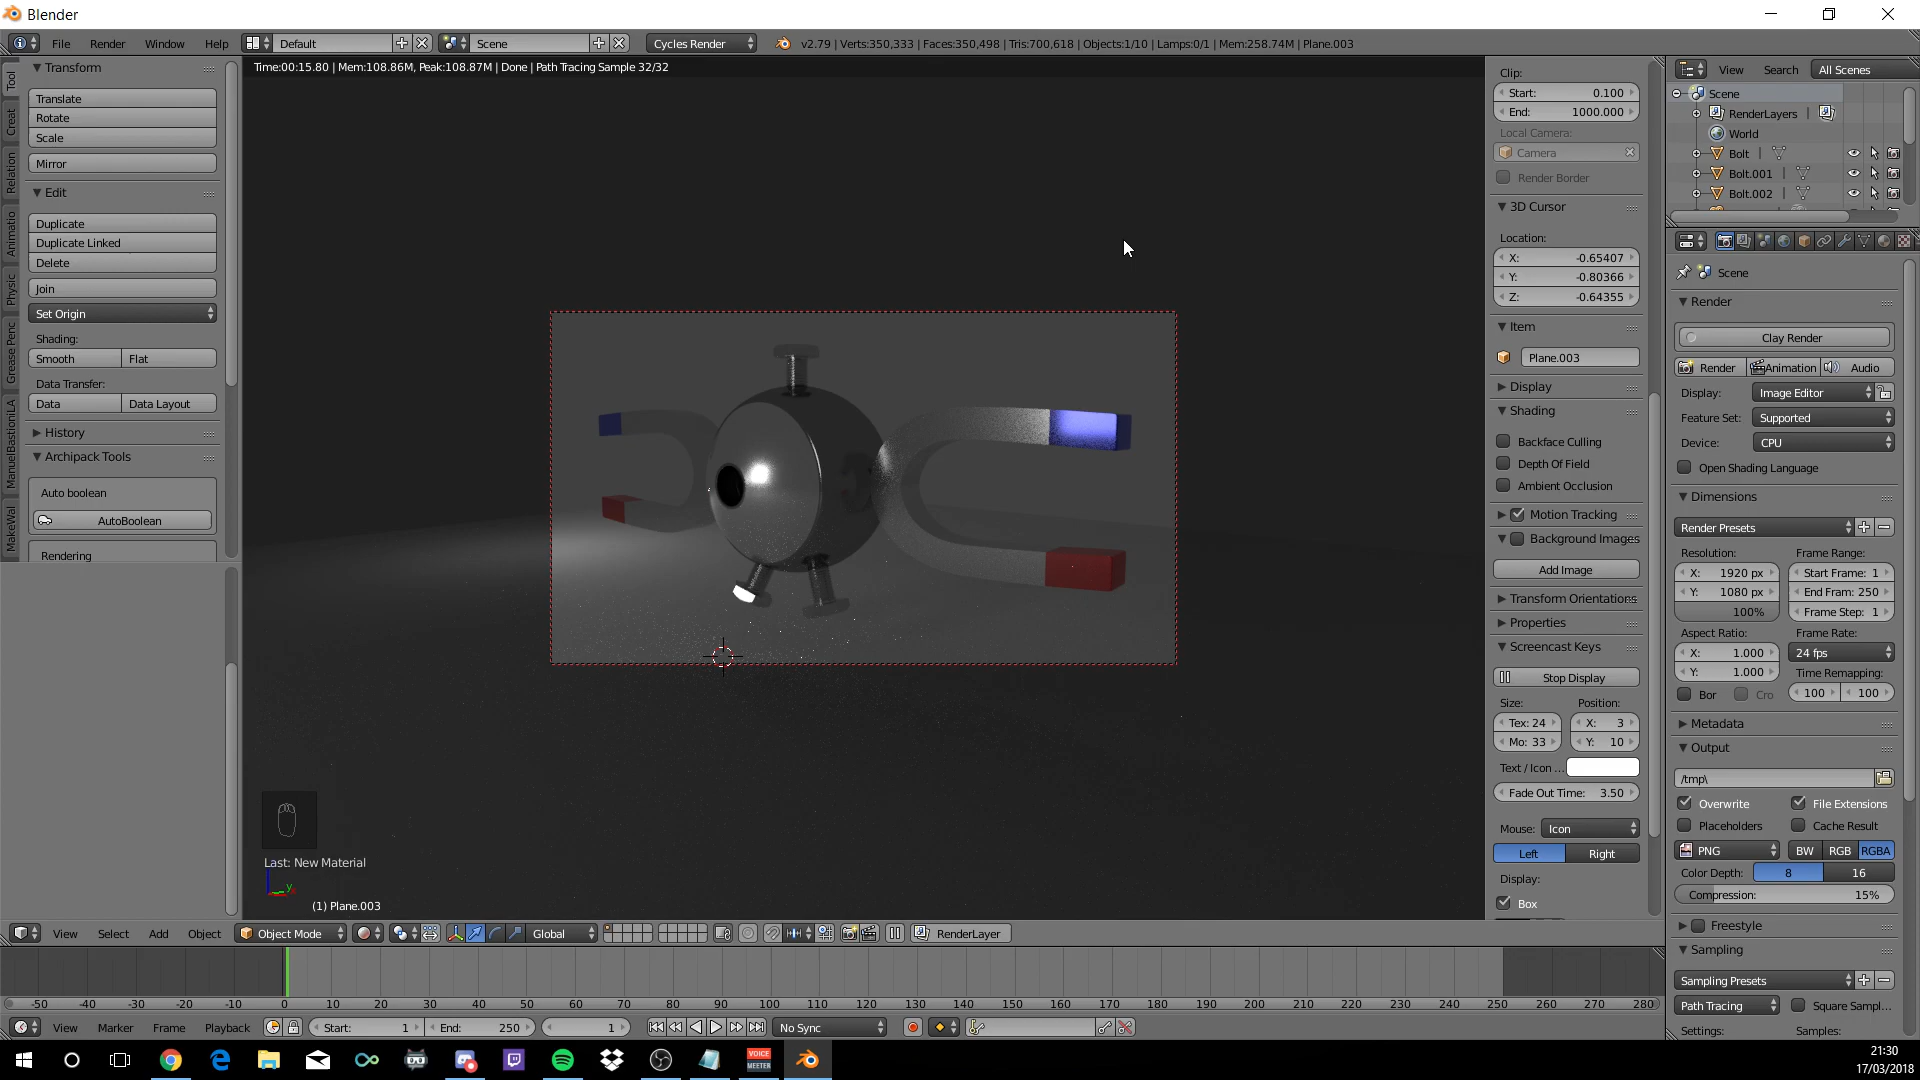 Blender
File Render Window Help Default Scene Cycles Render v2.79 | Verts:350,333 | Faces:350,498 | Tris:700,618 | Objects:1/10 | Lamps:0/1 | Mem:258.74M | Plane.003
Time:00:15.80 | Mem:108.86M, Peak:108.87M | Done | Path Tracing Sample 32/32
Tool
Creat
Relation
Animatio
Physic
Grease Penc
ManuelBastioniLA
MakeWal
Transform
Translate
Rotate
Scale
Mirror
Edit
Duplicate
Duplicate Linked
Delete
Join
Set Origin
Shading:
Smooth Flat
Data Transfer:
Data Data Layout
History
Archipack Tools
Auto boolean
AutoBoolean
Rendering
Last: New Material
y
(1) Plane.003
Clip:
Start: 0.100
End: 1000.000
Local Camera:
Camera
Render Border
3D Cursor
Location:
X: -0.65407
Y: -0.80366
Z: -0.64355
Item
Plane.003
Display
Shading
Backface Culling
Depth Of Field
Ambient Occlusion
Motion Tracking
Background Images
Add Image
Transform Orientations
Properties
Screencast Keys
Stop Display
Size: Position:
Tex: 24 X: 3
Mo: 33 Y: 10
Text / Icon ...
Fade Out Time: 3.50
Mouse: Icon
Left Right
Display:
Box
View Search All Scenes
Scene
RenderLayers
World
Bolt
Bolt.001
Bolt.002
Scene
Render
Clay Render
Render Animation Audio
Display: Image Editor
Feature Set: Supported
Device: CPU
Open Shading Language
Dimensions
Render Presets
Resolution: Frame Range:
X: 1920 px Start Frame: 1
Y: 1080 px End Fram: 250
100% Frame Step: 1
Aspect Ratio: Frame Rate:
X: 1.000 24 fps
Y: 1.000 Time Remapping:
Bor Cro 100 100
Metadata
Output
/tmp\
Overwrite File Extensions
Placeholders Cache Result
PNG BW RGB RGBA
Color Depth: 8 16
Compression: 15%
Freestyle
Sampling
Sampling Presets
Path Tracing Square Sampl...
Settings: Samples:
View Select Add Object Object Mode Global RenderLayer
-50 -40 -30 -20 -10 0 10 20 30 40 50 60 70 80 90 100 110 120 130 140 150 160 170 180 190 200 210 220 230 240 250 260 270 280
View Marker Frame Playback Start: 1 End: 250 1 No Sync
VOICE
MEETER
21:30
17/03/2018